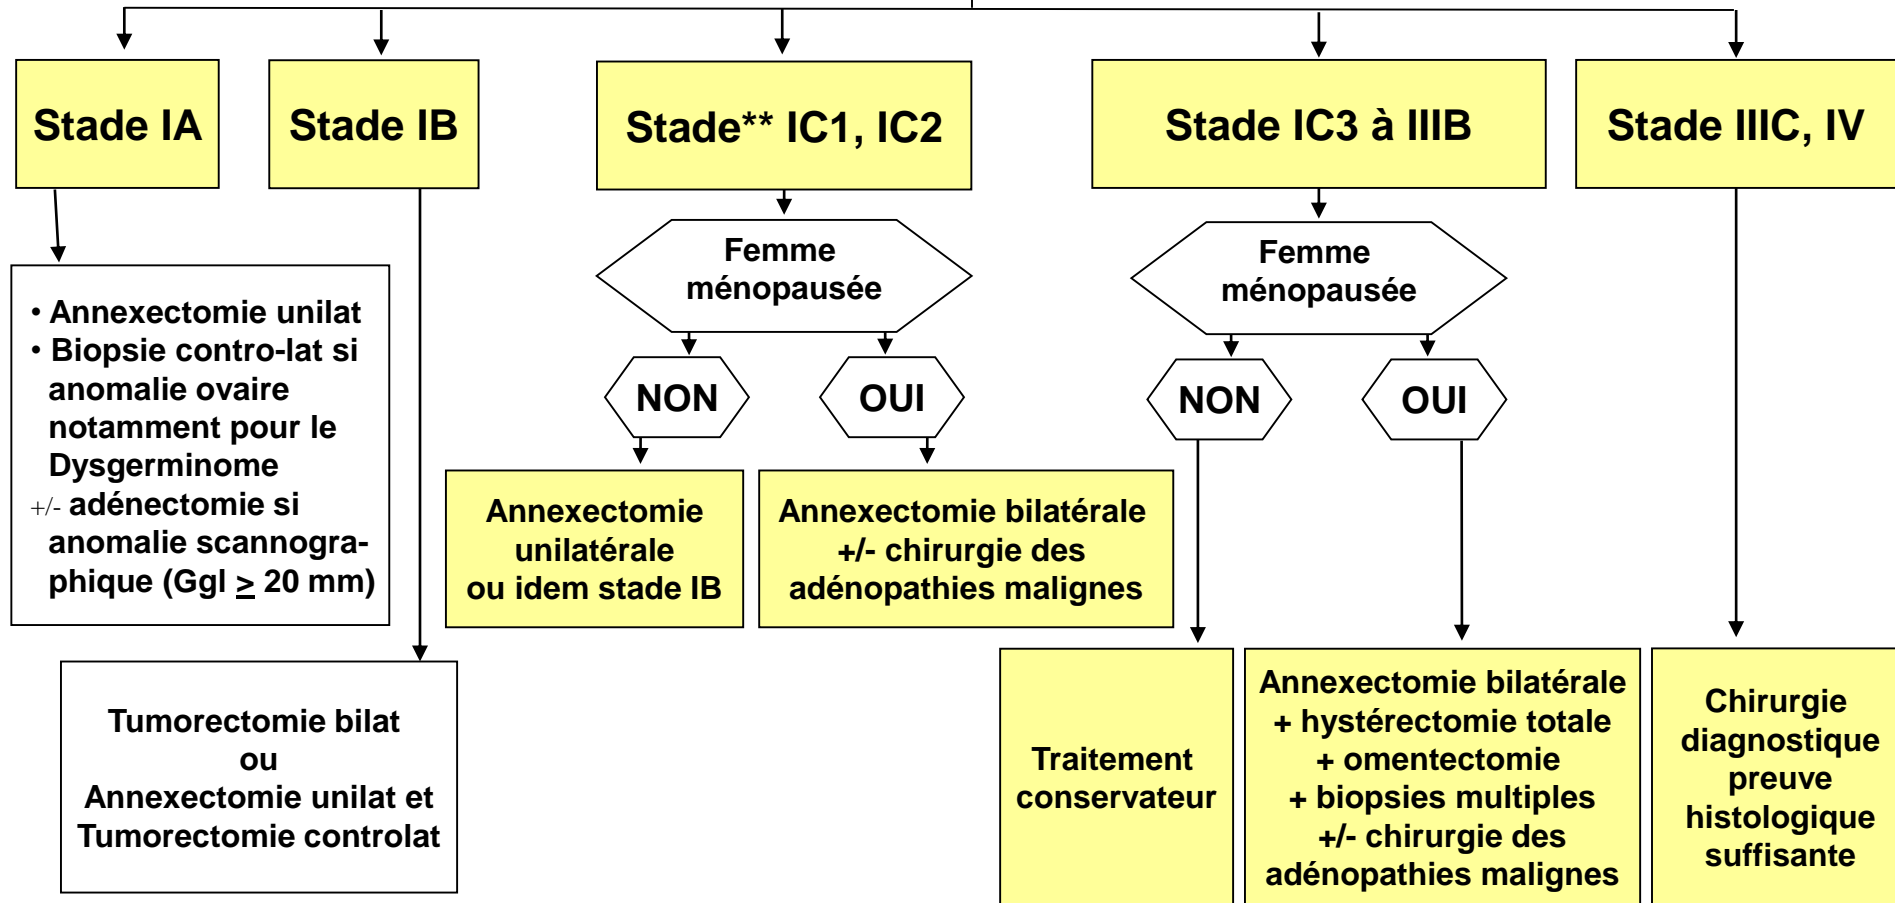 Stade IA
Stade IB
Stade** IC1, IC2
Stade IC3 à IIIB
Stade IIIC, IV
• Annexectomie unilat
• Biopsie contro-lat si
anomalie ovaire
notamment pour le
Dysgerminome
+/- adénectomie si
anomalie scannogra-
phique (Ggl ≥ 20 mm)
Tumorectomie bilat
ou
Annexectomie unilat et
Tumorectomie controlat
Femme
ménopausée
NON
OUI
Annexectomie
unilatérale
ou idem stade IB
Annexectomie bilatérale
+/- chirurgie des
adénopathies malignes
Femme
ménopausée
NON
OUI
Traitement
conservateur
Annexectomie bilatérale
+ hystérectomie totale
+ omentectomie
+ biopsies multiples
+/- chirurgie des
adénopathies malignes
Chirurgie
diagnostique
preuve
histologique
suffisante